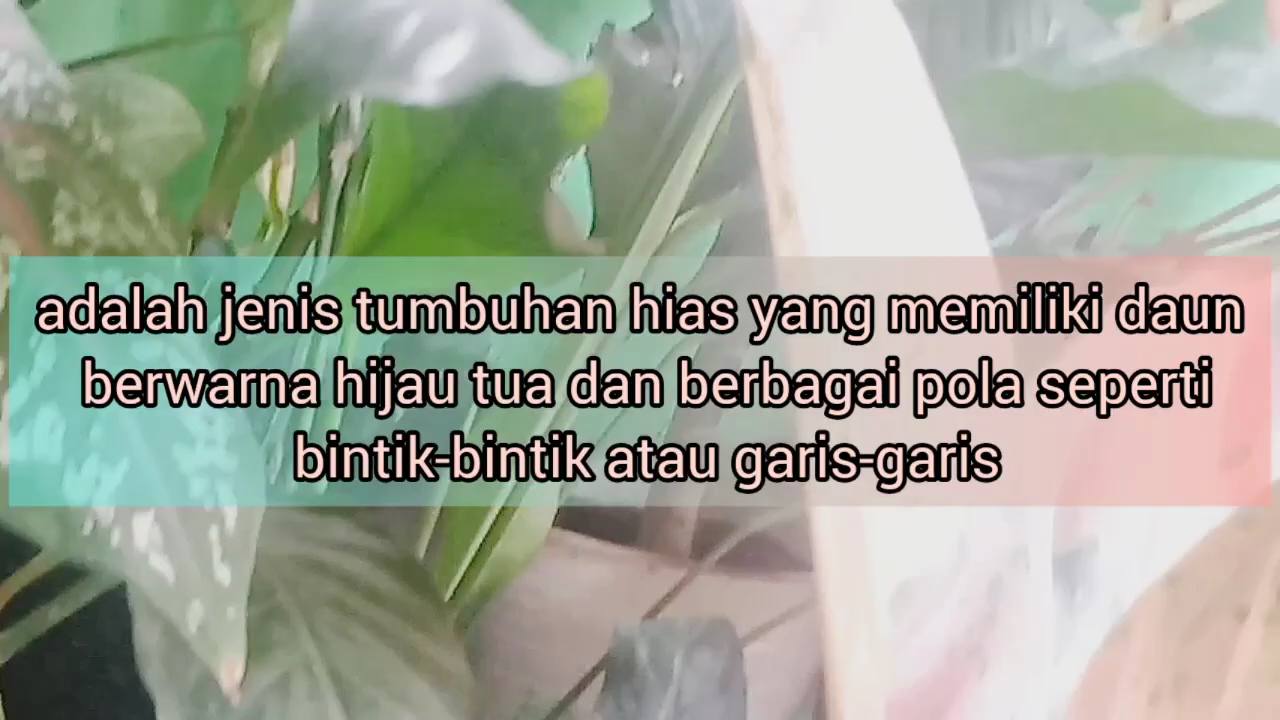 adalah jenis tumbuhan hias yang memiliki daun
berwarna hijau tua dan berbagai pola seperti
bintik-bintik atau garis-garis